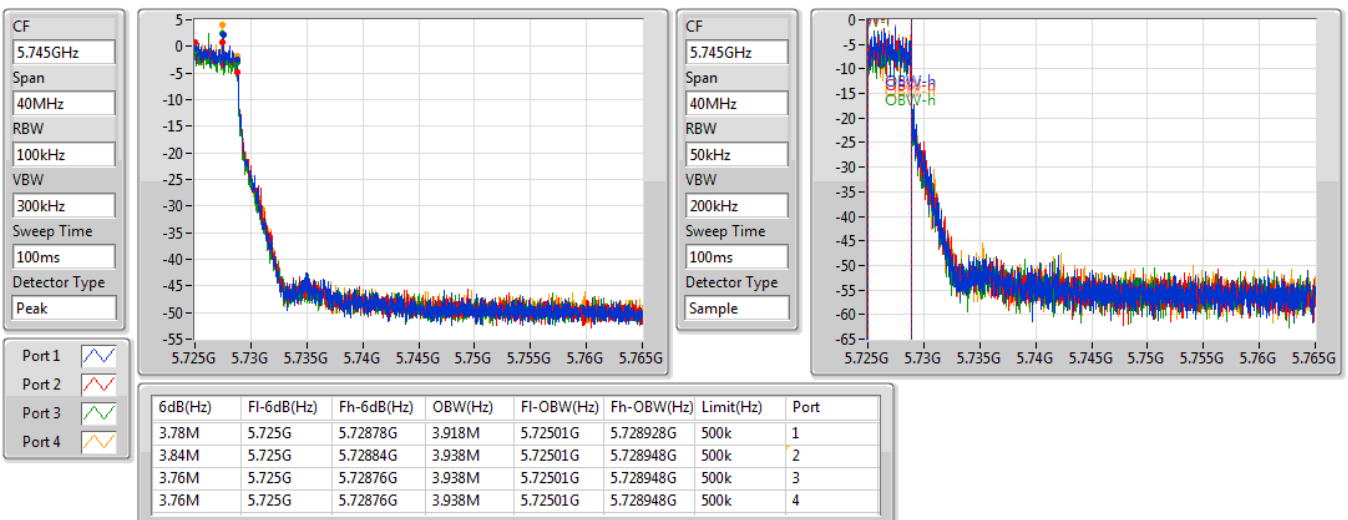 CF
5.745GHz
Span
40MHz
RBW
100kHz
VBW
300kHz
Sweep Time
100ms
Detector Type
Peak
5
0
-5
-10
-15
-20
-25
-30
-35
-40
-45
-50
-55
5.725G 5.73G 5.735G 5.74G 5.745G 5.75G 5.755G 5.76G 5.765G
CF
5.745GHz
Span
40MHz
RBW
50kHz
VBW
200kHz
Sweep Time
100ms
Detector Type
Sample
0
-5
-10
-15
-20
-25
-30
-35
-40
-45
-50
-55
-60
-65
OBW-h
OBW-h
5.725G 5.73G 5.735G 5.74G 5.745G 5.75G 5.755G 5.76G 5.765G
Port 1
Port 2
Port 3
Port 4
6dB(Hz) Fl-6dB(Hz) Fh-6dB(Hz) OBW(Hz) Fl-OBW(Hz) Fh-OBW(Hz) Limit(Hz) Port
3.78M 5.725G 5.72878G 3.918M 5.72501G 5.728928G 500k 1
3.84M 5.725G 5.72884G 3.938M 5.72501G 5.728948G 500k 2
3.76M 5.725G 5.72876G 3.938M 5.72501G 5.728948G 500k 3
3.76M 5.725G 5.72876G 3.938M 5.72501G 5.728948G 500k 4